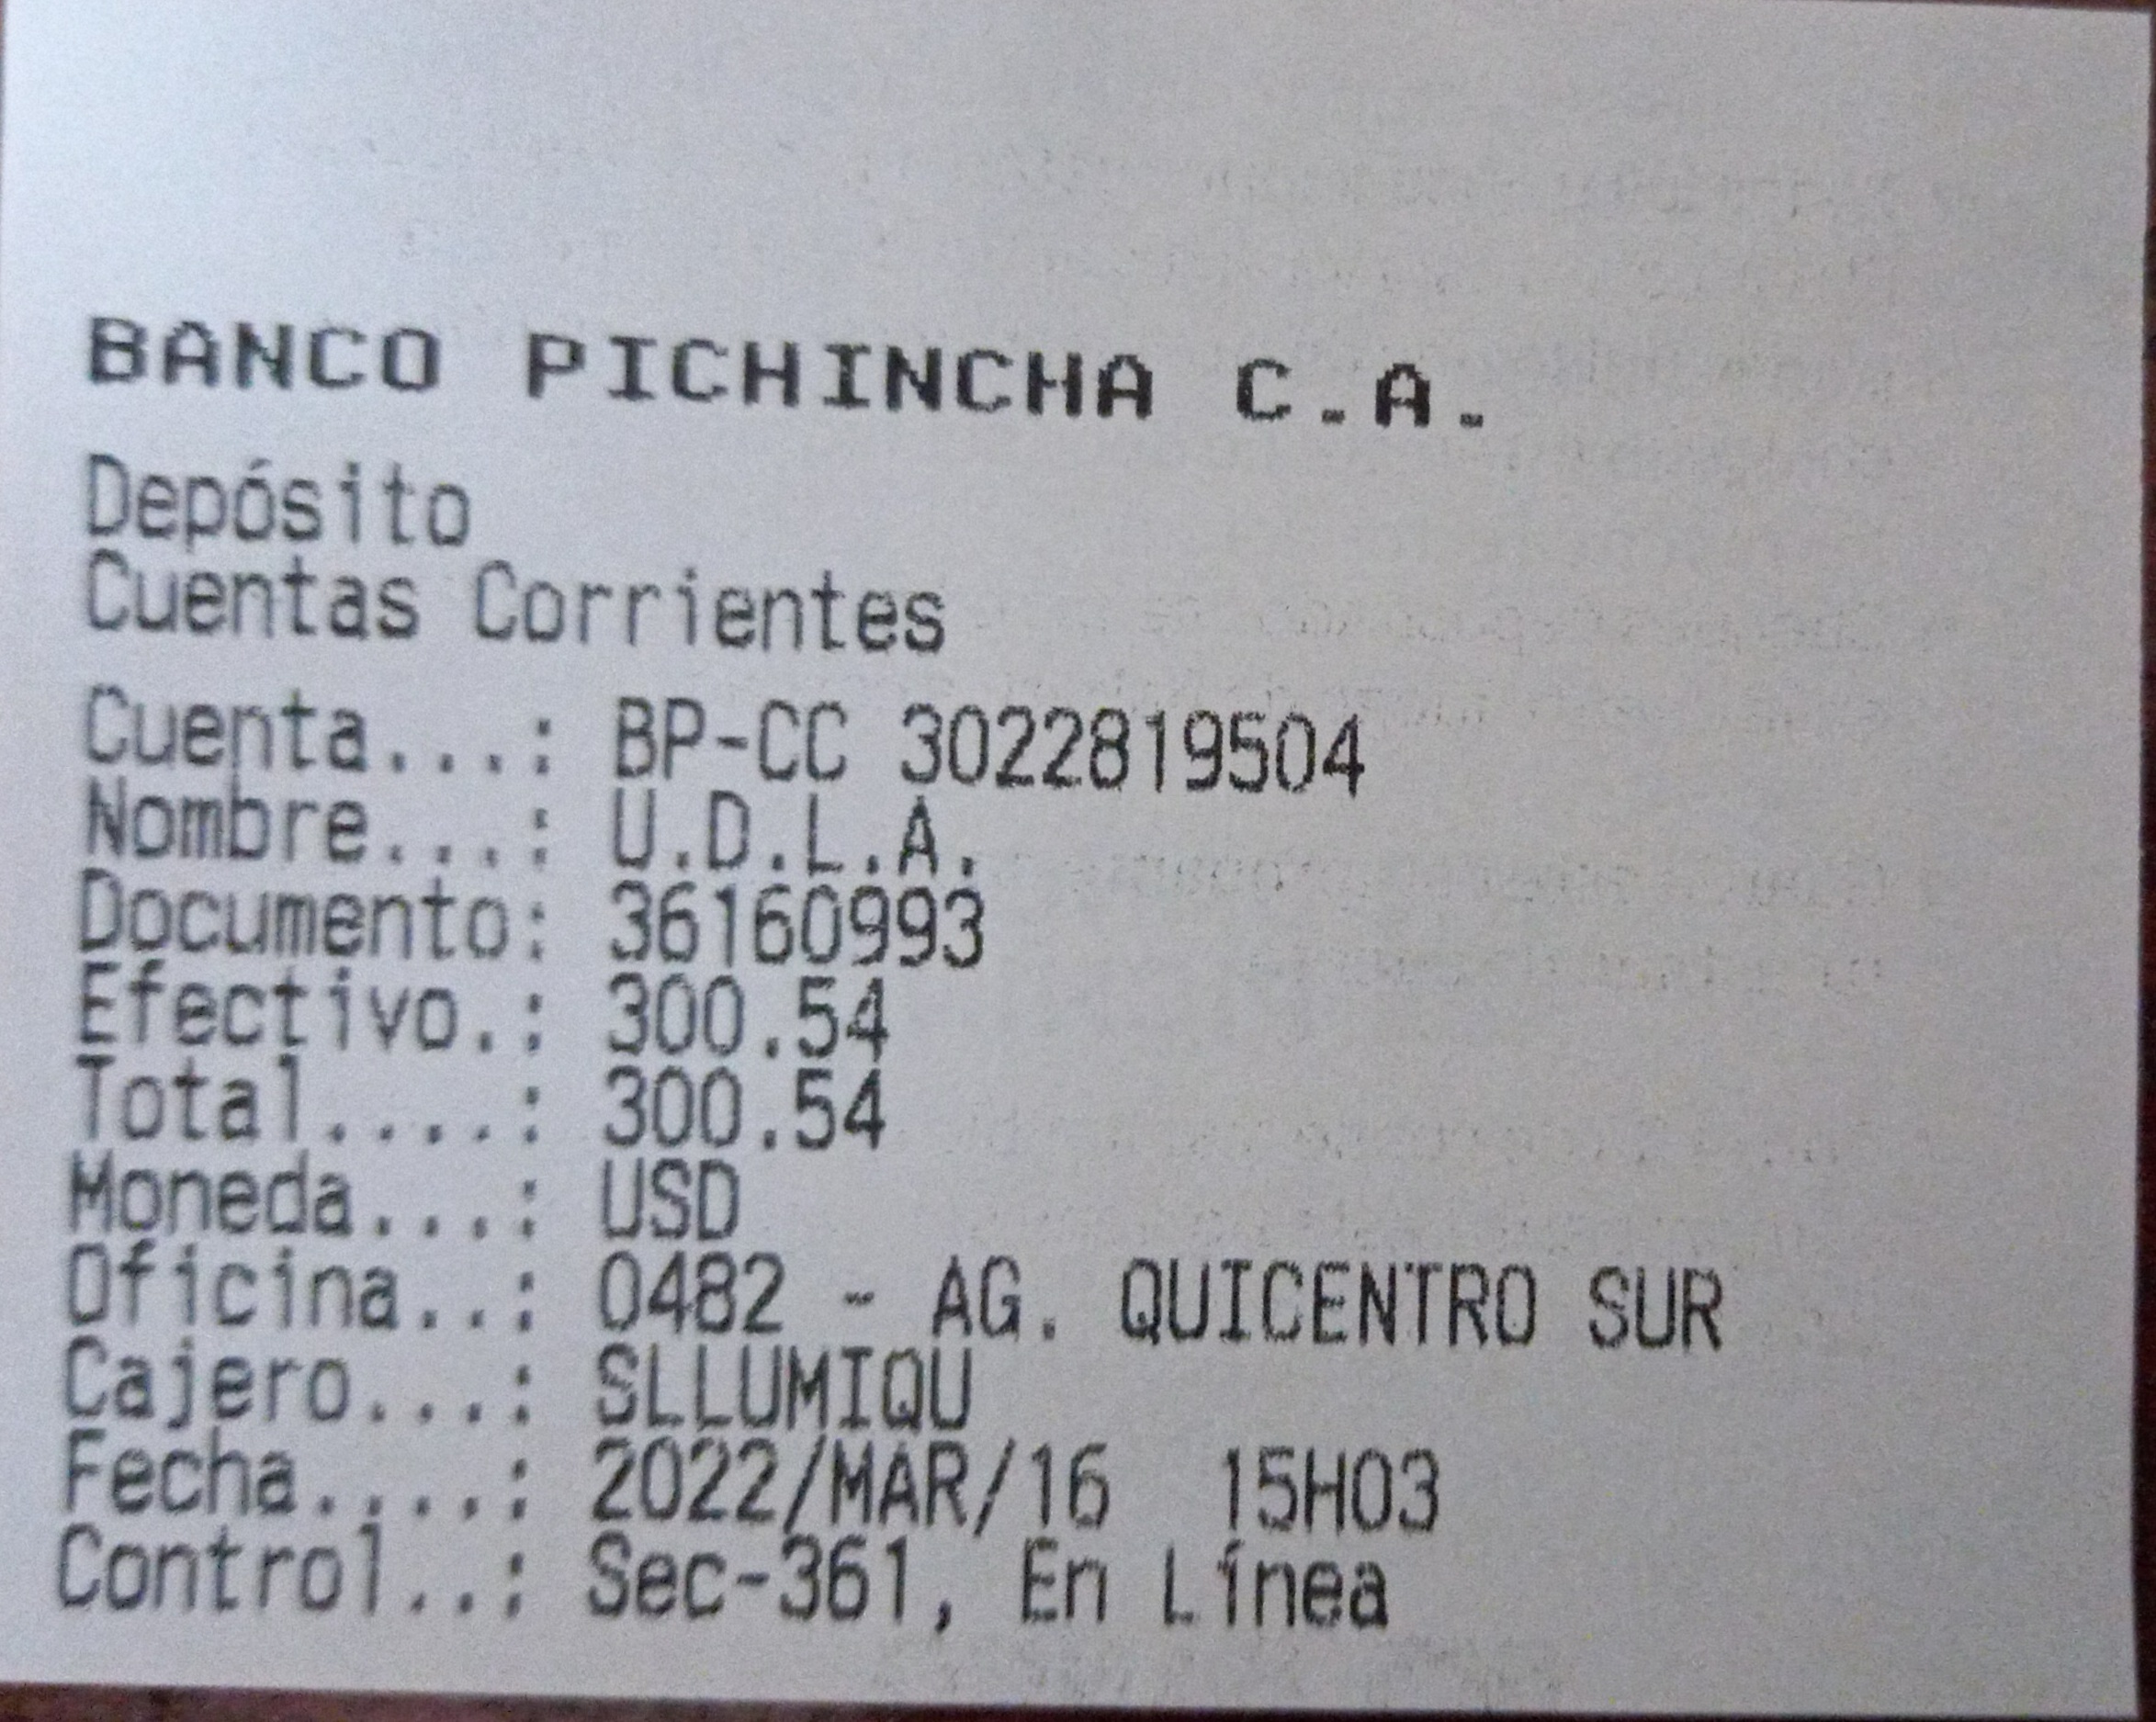 BANCO PICHINCHA C.A.
Depósito
Cuentas Corrientes
Cuenta...: BP-CC 3022819504
Nombre...: U.D.L.A.
Documento: 36160993
Efectivo.: 300.54
Total....: 300.54
Moneda...: USD
Oficina..: 0482 - AG. QUICENTRO SUR
Cajero...: SLLUMIQU
Fecha....: 2022/MAR/16 15H03
Control..: Sec-361, En Línea